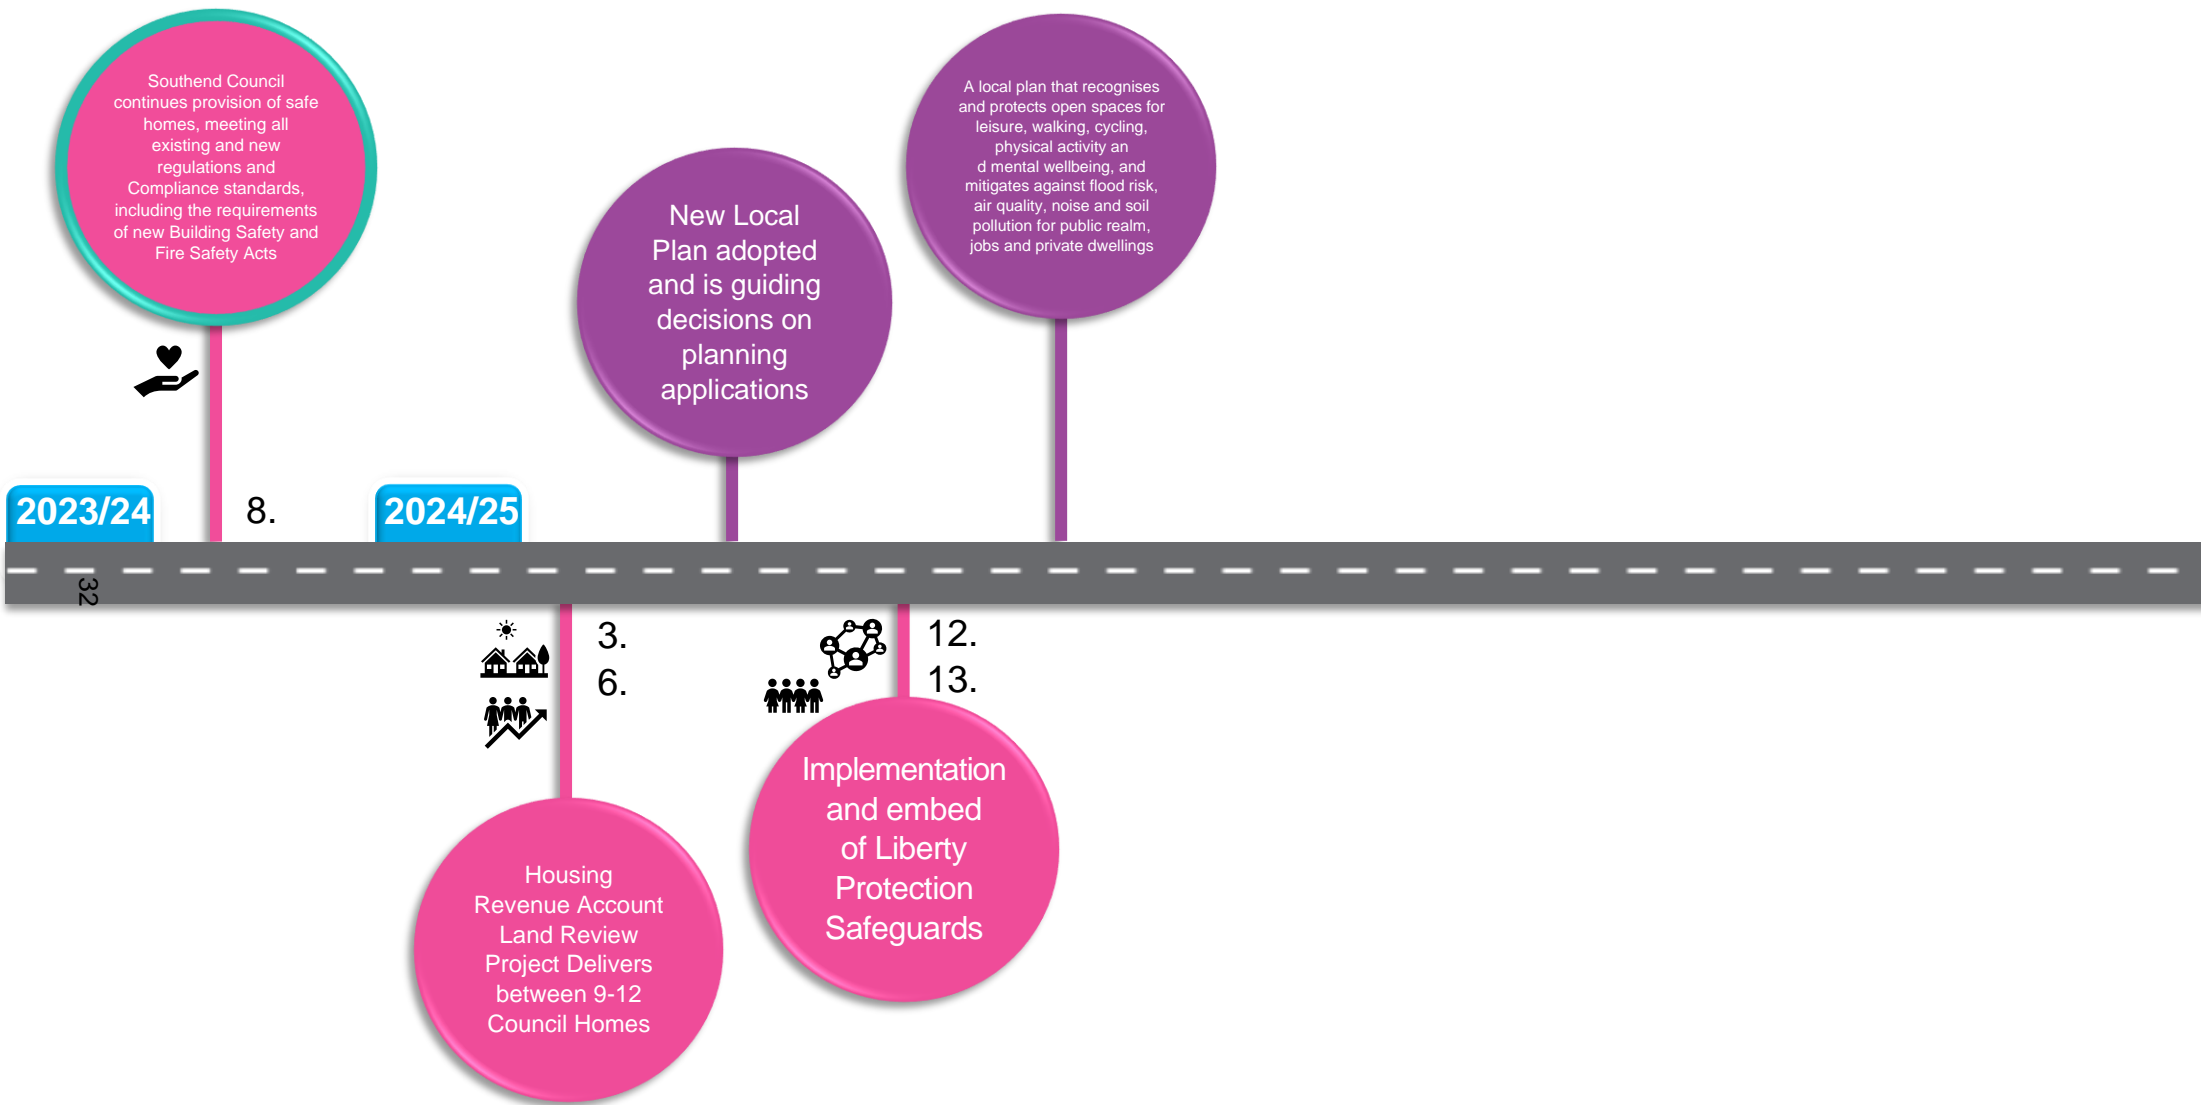 Southend Council
continues provision of safe
homes, meeting all
existing and new
regulations and
Compliance standards,
including the requirements
of new Building Safety and
Fire Safety Acts
New Local
Plan adopted
and is guiding
decisions on
planning
applications
A local plan that recognises
and protects open spaces for
leisure, walking, cycling,
physical activity an
d mental wellbeing, and
mitigates against flood risk,
air quality, noise and soil
pollution for public realm,
jobs and private dwellings
2023/24
8.
2024/25
32
3.
6.
12.
13.
Housing
Revenue Account
Land Review
Project Delivers
between 9-12
Council Homes
Implementation
and embed
of Liberty
Protection
Safeguards